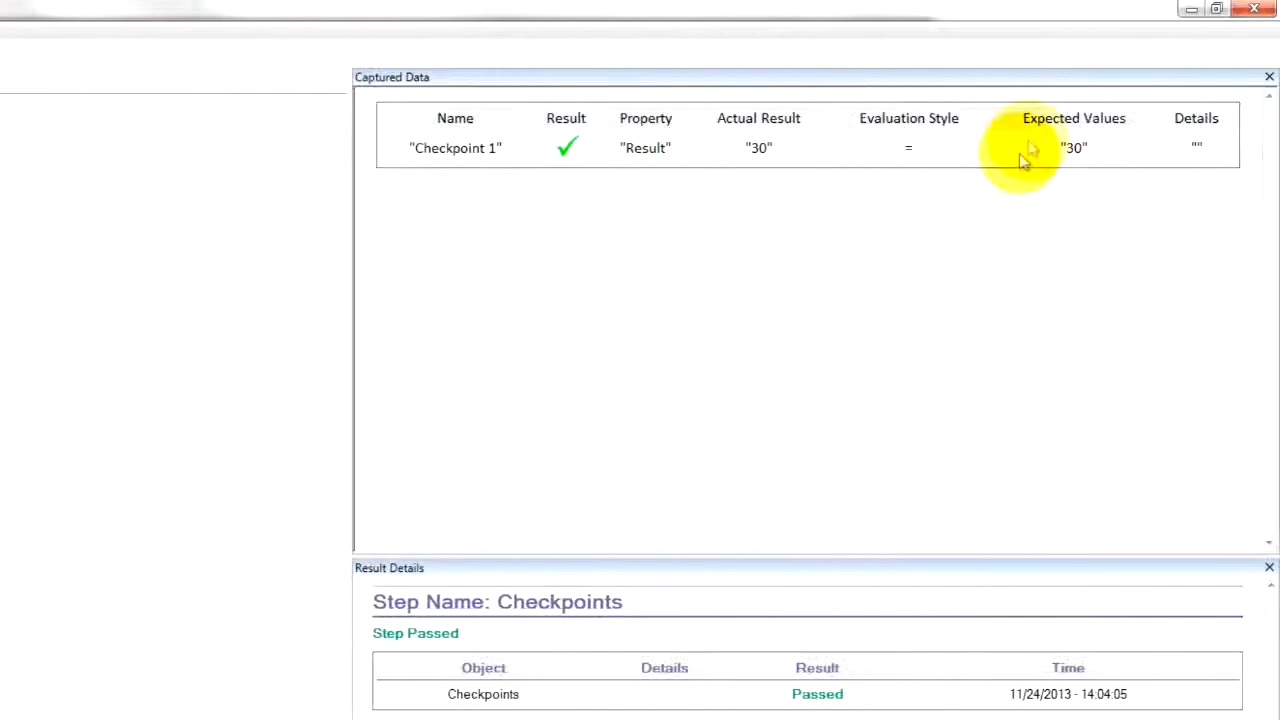 Captured Data
Name Result Property Actual Result Evaluation Style Expected Values Details
"Checkpoint 1" "Result" "30" = "30" ""
Result Details
Step Name: Checkpoints
Step Passed
Object Details Result Time
Checkpoints Passed 11/24/2013 - 14:04:05